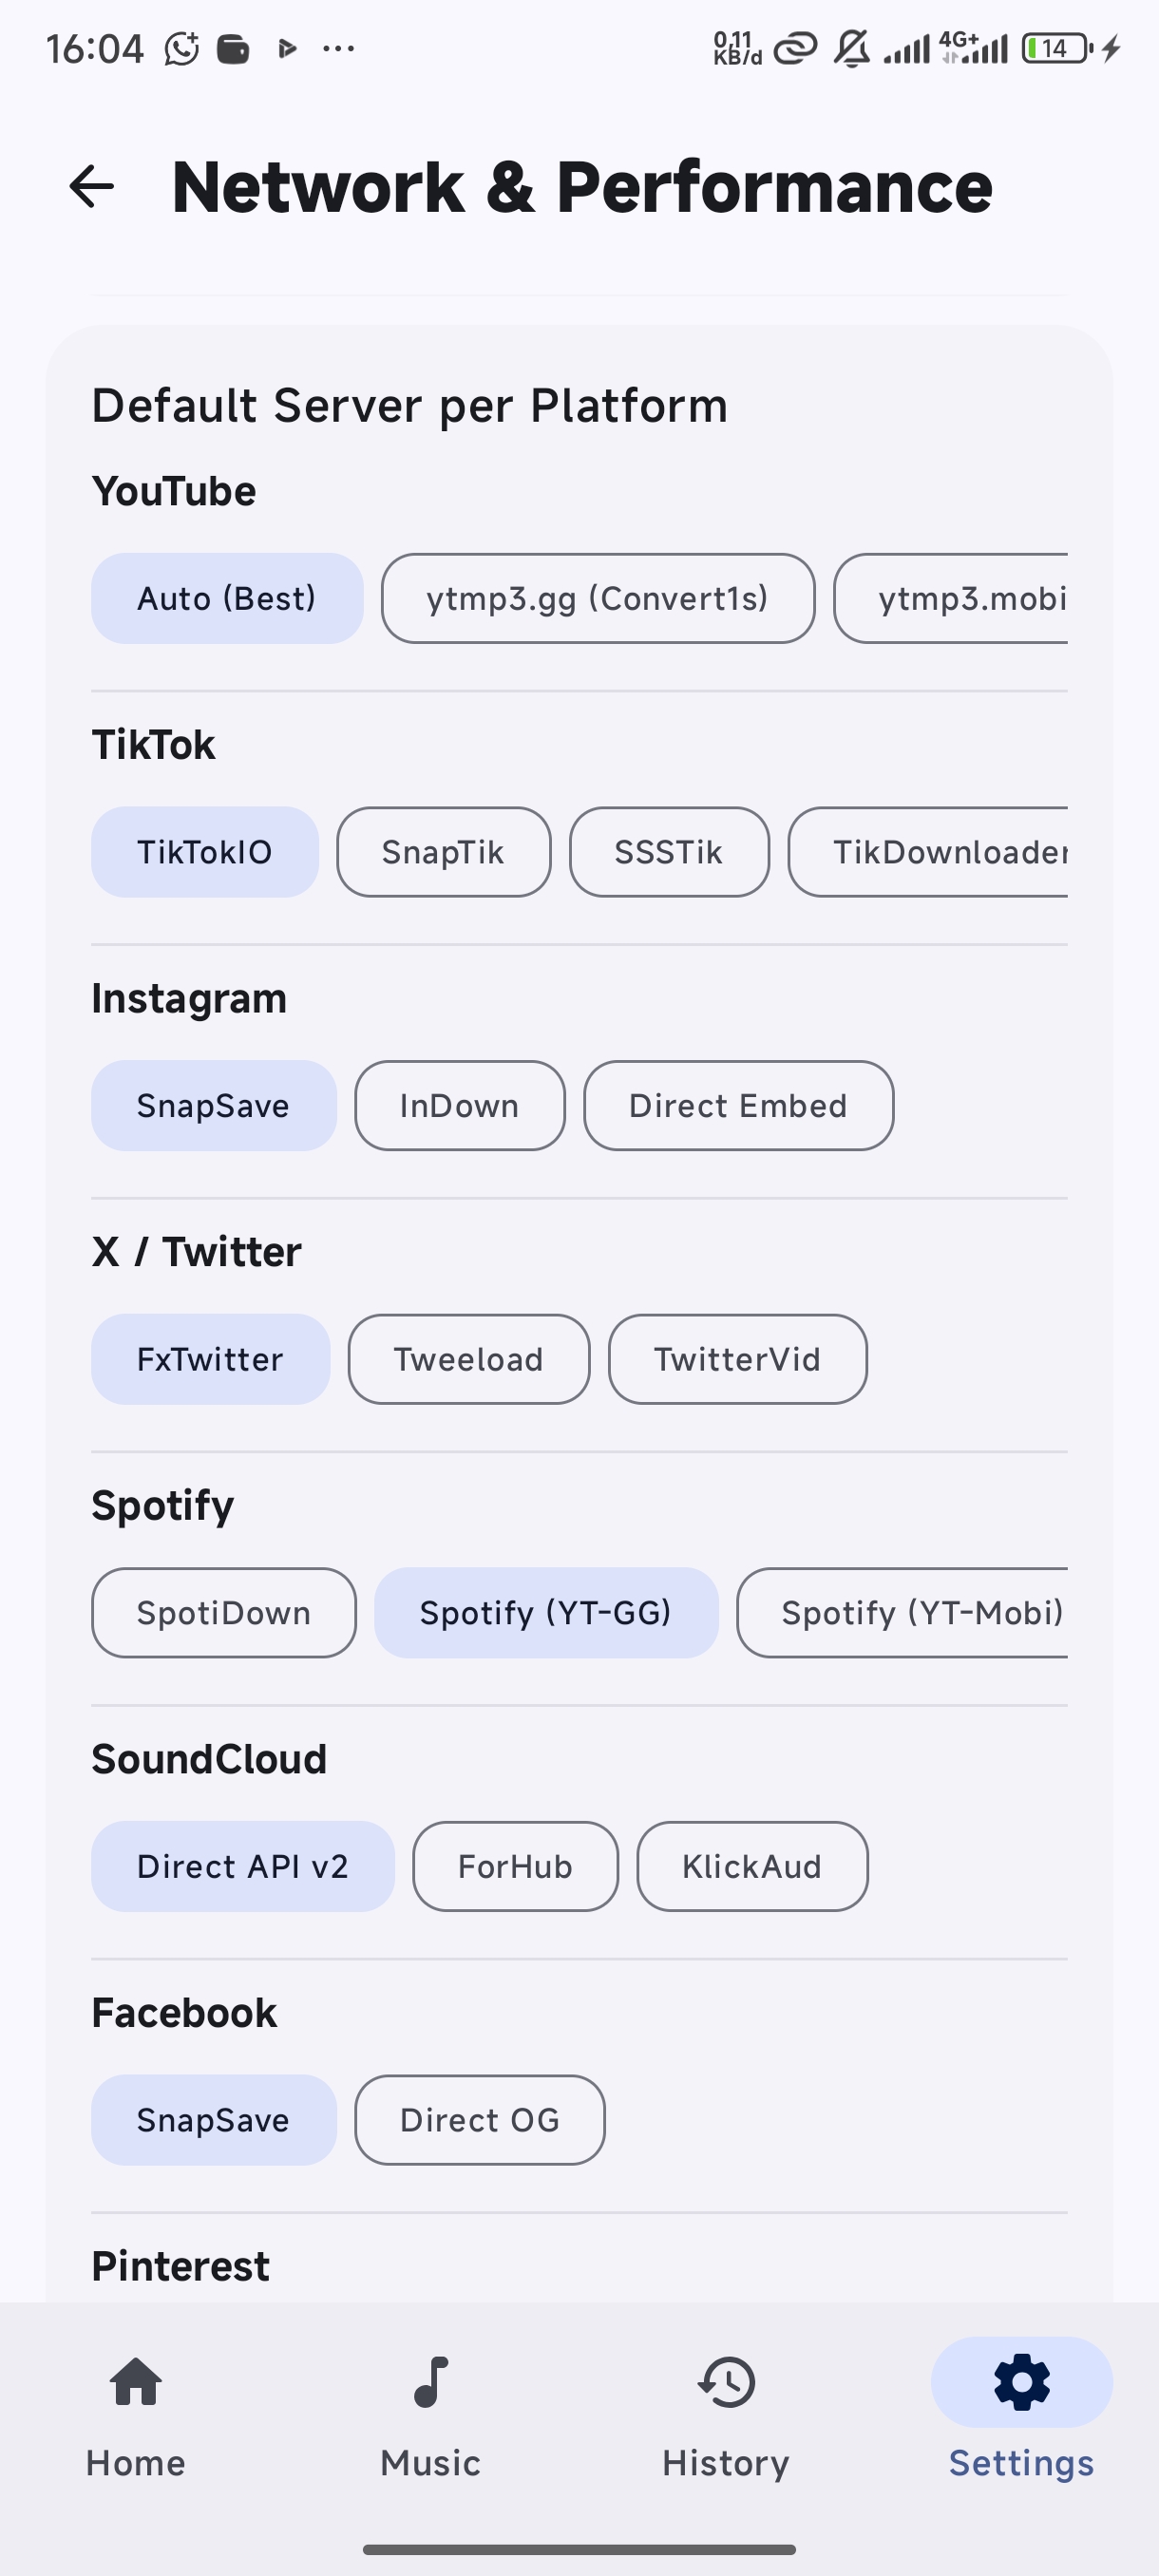 16:04
0.11
KB/d
4G+
14
Network & Performance
Default Server per Platform
YouTube
Auto (Best)
ytmp3.gg (Convert1s)
ytmp3.mobi
TikTok
TikTokIO
SnapTik
SSSTik
TikDownloader
Instagram
SnapSave
InDown
Direct Embed
X / Twitter
FxTwitter
Tweeload
TwitterVid
Spotify
SpotiDown
Spotify (YT-GG)
Spotify (YT-Mobi)
SoundCloud
Direct API v2
ForHub
KlickAud
Facebook
SnapSave
Direct OG
Pinterest
Home
Music
History
Settings